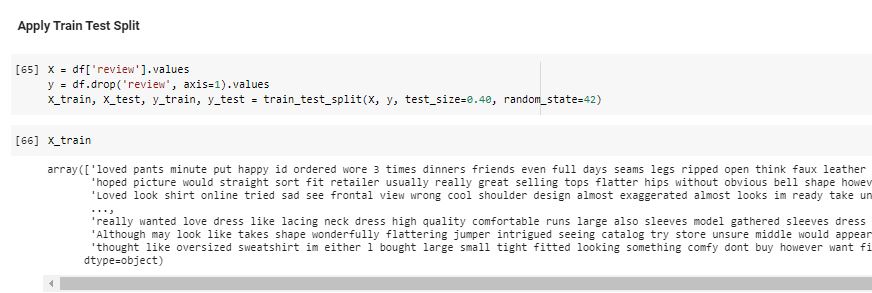 Apply Train Test Split
[65] X = df['review'].values
y = df.drop('review', axis=1).values
X_train, X_test, y_train, y_test = train_test_split(X, y, test_size=0.40, random_state=42)
[66] X_train
array(['loved pants minute put happy id ordered wore 3 times dinners friends even full days seams legs ripped open think faux leather
'hoped picture would straight sort fit retailer usually really great selling tops flatter hips without obvious bell shape howev
'Loved look shirt online tried sad see frontal view wrong cool shoulder design almost exaggerated almost looks im ready take un
...,
'really wanted love dress like lacing neck dress high quality comfortable runs large also sleeves model gathered sleeves dress
'Although may look like takes shape wonderfully flattering jumper intrigued seeing catalog try store unsure middle would appear
'thought like oversized sweatshirt im either l bought large small tight fitted looking something comfy dont buy however want fi
dtype=object)